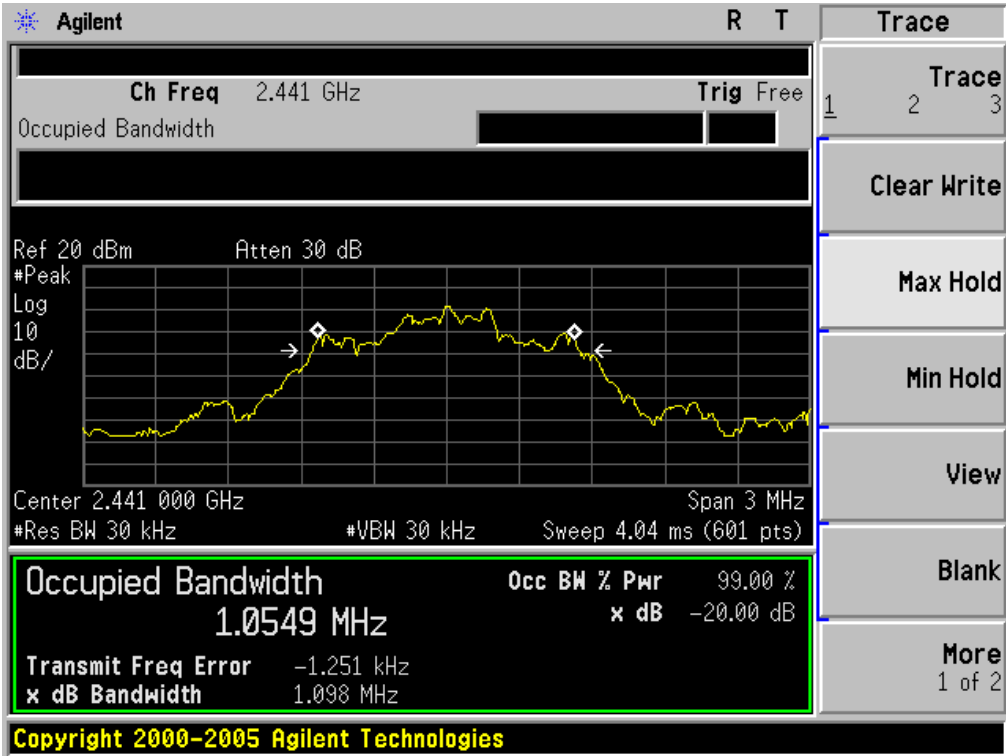 Agilent R T Trace
Ch Freq 2.441 GHz Trig Free
Occupied Bandwidth
Trace
1 2 3
Clear Write
Max Hold
Min Hold
View
Blank
More
1 of 2
Ref 20 dBm Atten 30 dB
#Peak
Log
10
dB/
Center 2.441 000 GHz Span 3 MHz
#Res BW 30 kHz #VBW 30 kHz Sweep 4.04 ms (601 pts)
Occupied Bandwidth
1.0549 MHz
Occ BW % Pwr 99.00 %
x dB -20.00 dB
Transmit Freq Error -1.251 kHz
x dB Bandwidth 1.098 MHz
Copyright 2000-2005 Agilent Technologies